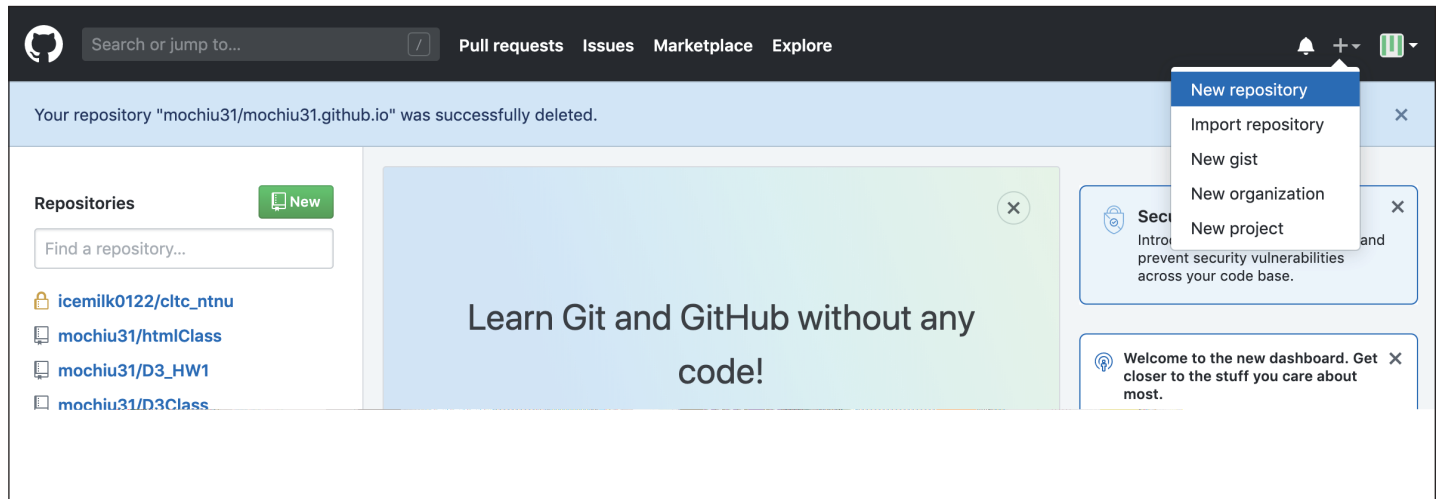 Search or jump to...
/
Pull requests Issues Marketplace Explore
New repository
Import repository
New gist
New organization
New project
Your repository "mochiu31/mochiu31.github.io" was successfully deleted.
Repositories
New
Find a repository...
icemilk0122/cltc_ntnu
mochiu31/htmlClass
mochiu31/D3_HW1
mochiu31/D3Class
Learn Git and GitHub without any
code!
and
prevent security vulnerabilities
across your code base.
Welcome to the new dashboard. Get
closer to the stuff you care about
most.